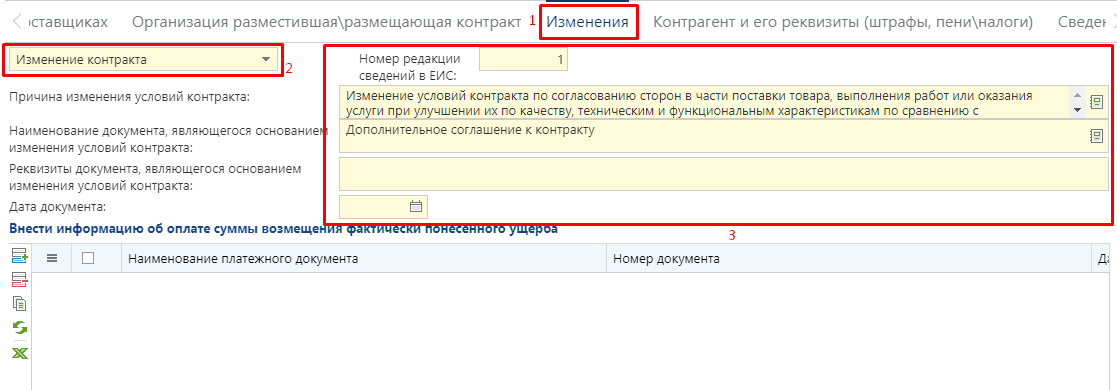 оставщиках Организация разместившая\размещающая контракт 1 Изменения Контрагент и его реквизиты (штрафы, пени\налоги) Сведен
Изменение контракта 2 Номер редакции 1
сведений в ЕИС:
Причина изменения условий контракта: Изменение условий контракта по согласованию сторон в части поставки товара, выполнения работ или оказания
услуги при улучшении их по качеству, техническим и функциональным характеристикам по сравнению с
Наименование документа, являющегося основанием Дополнительное соглашение к контракту
изменения условий контракта:
Реквизиты документа, являющегося основанием
изменения условий контракта:
Дата документа:
Внести информацию об оплате суммы возмещения фактически понесенного ущерба
3
Наименование платежного документа Номер документа Да